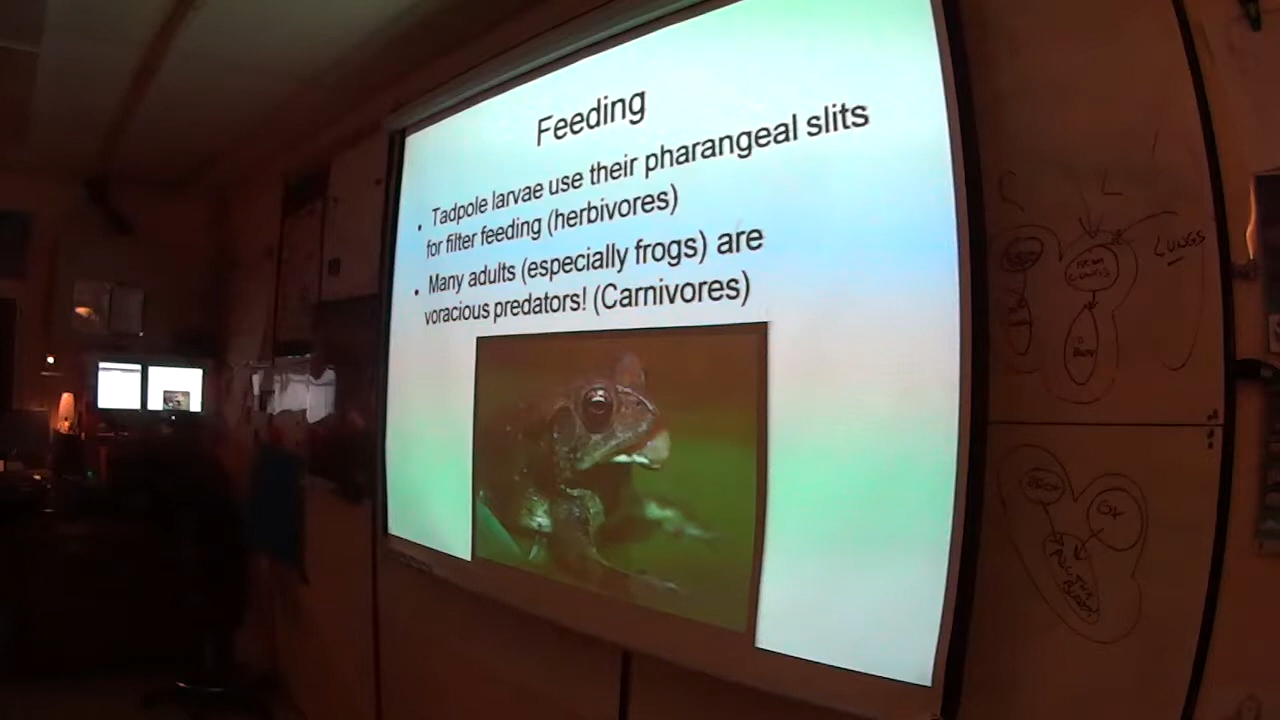 Feeding
• Tadpole larvae use their pharangeal slits
for filter feeding (herbivores)
• Many adults (especially frogs) are
voracious predators! (Carnivores)
L
LUNGS